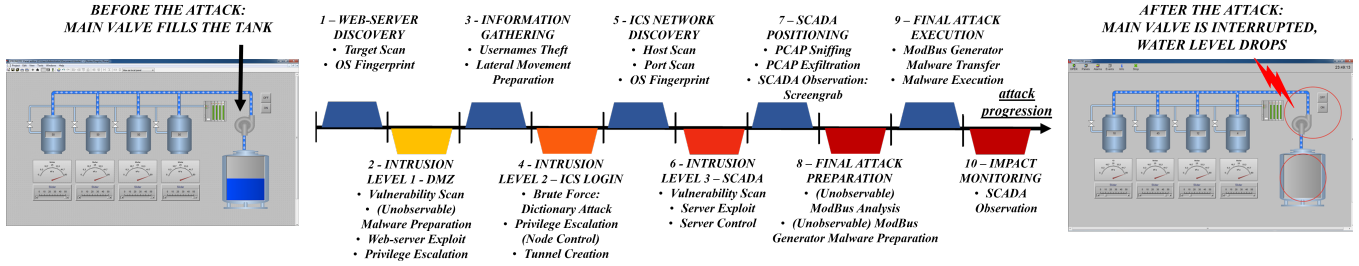 BEFORE THE ATTACK:
MAIN VALVE FILLS THE TANK
1 – WEB-SERVER
DISCOVERY
• Target Scan
• OS Fingerprint
3 - INFORMATION
GATHERING
• Usernames Theft
• Lateral Movement
Preparation
5 - ICS NETWORK
DISCOVERY
• Host Scan
• Port Scan
• OS Fingerprint
7 – SCADA
POSITIONING
• PCAP Sniffing
• PCAP Exfiltration
• SCADA Observation:
Screengrab
9 – FINAL ATTACK
EXECUTION
• ModBus Generator
Malware Transfer
• Malware Execution
attack
progression
2 - INTRUSION
LEVEL 1 - DMZ
• Vulnerability Scan
• (Unobservable)
Malware Preparation
• Web-server Exploit
• Privilege Escalation
4 - INTRUSION
LEVEL 2 – ICS LOGIN
• Brute Force:
Dictionary Attack
• Privilege Escalation
(Node Control)
• Tunnel Creation
6 - INTRUSION
LEVEL 3 – SCADA
• Vulnerability Scan
• Server Exploit
• Server Control
8 – FINAL ATTACK
PREPARATION
• (Unobservable)
ModBus Analysis
• (Unobservable) ModBus
Generator Malware Preparation
10 – IMPACT
MONITORING
• SCADA
Observation
AFTER THE ATTACK:
MAIN VALVE IS INTERRUPTED,
WATER LEVEL DROPS